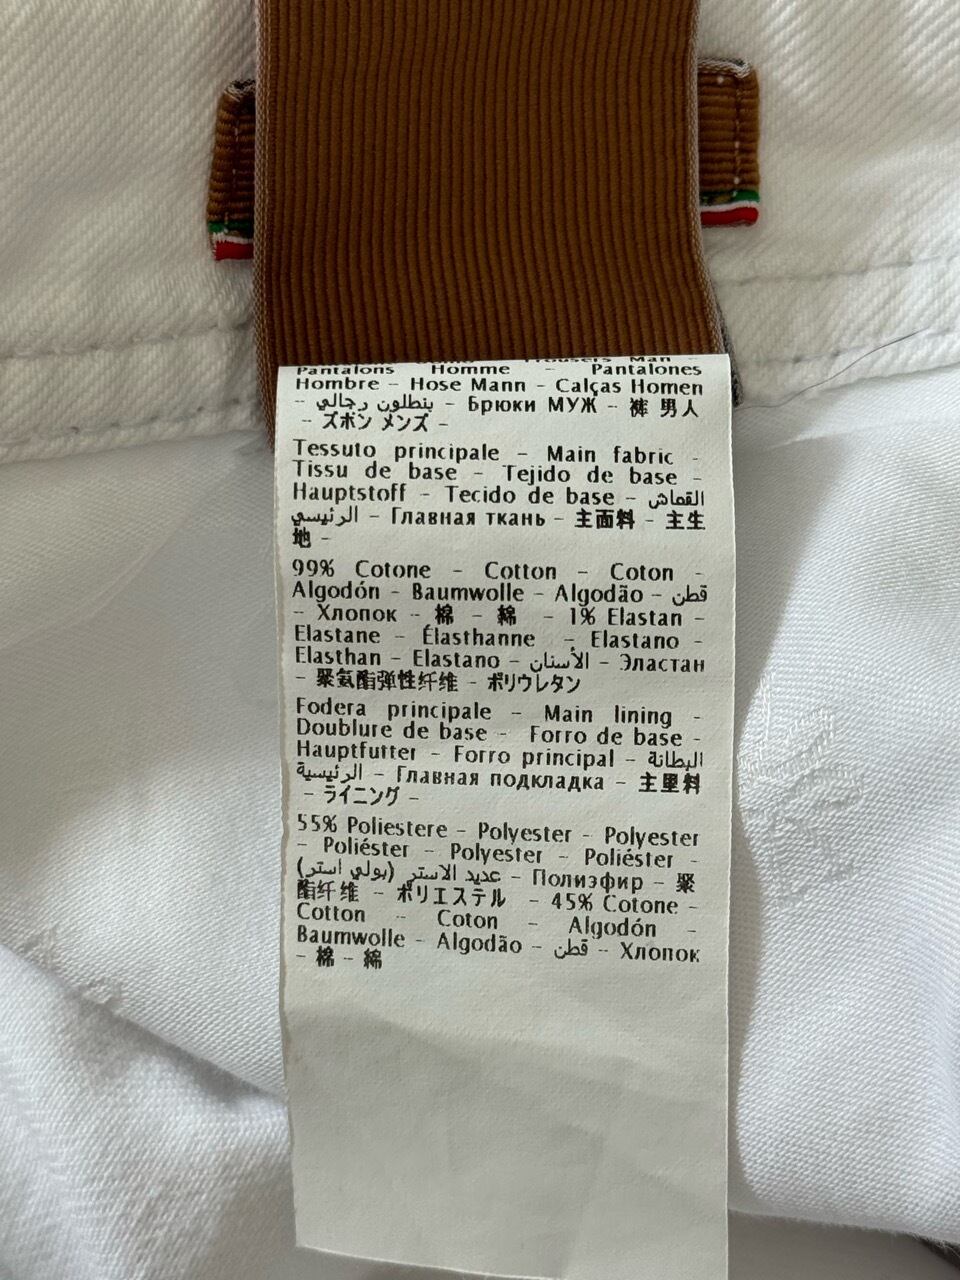 Trousers Man -
Pantalons Homme - Pantalones
Hombre - Hose Mann - Calças Homen
- بنطلون رجالي - Брюки МУЖ - 裤 男人
- ズボン メンズ -
Tessuto principale - Main fabric -
Tissu de base - Tejido de base -
Hauptstoff - Tecido de base - القماش
الرئيسي - Главная ткань - 主面料 - 主生
地 -
99% Cotone - Cotton - Coton -
Algodón - Baumwolle - Algodão - قطن
- Хлопок - 棉 - 綿 - 1% Elastan -
Elastane - Élasthanne - Elastano -
Elasthan - Elastano - الأسنان - Эластан
- 聚氨酯弹性纤维 - ポリウレタン
Fodera principale - Main lining -
Doublure de base - Forro de base -
Hauptfutter - Forro principal - البطانة
الرئيسية - Главная подкладка - 主里料
- ライニング -
55% Poliestere - Polyester - Polyester
- Poliéster - Polyester - Poliéster -
عديد الاستر (بولي استر) - Полиэфир - 聚
酯纤维 - ポリエステル - 45% Cotone -
Cotton - Coton - Algodón -
Baumwolle - Algodão - قطن - Хлопок
- 棉 - 綿